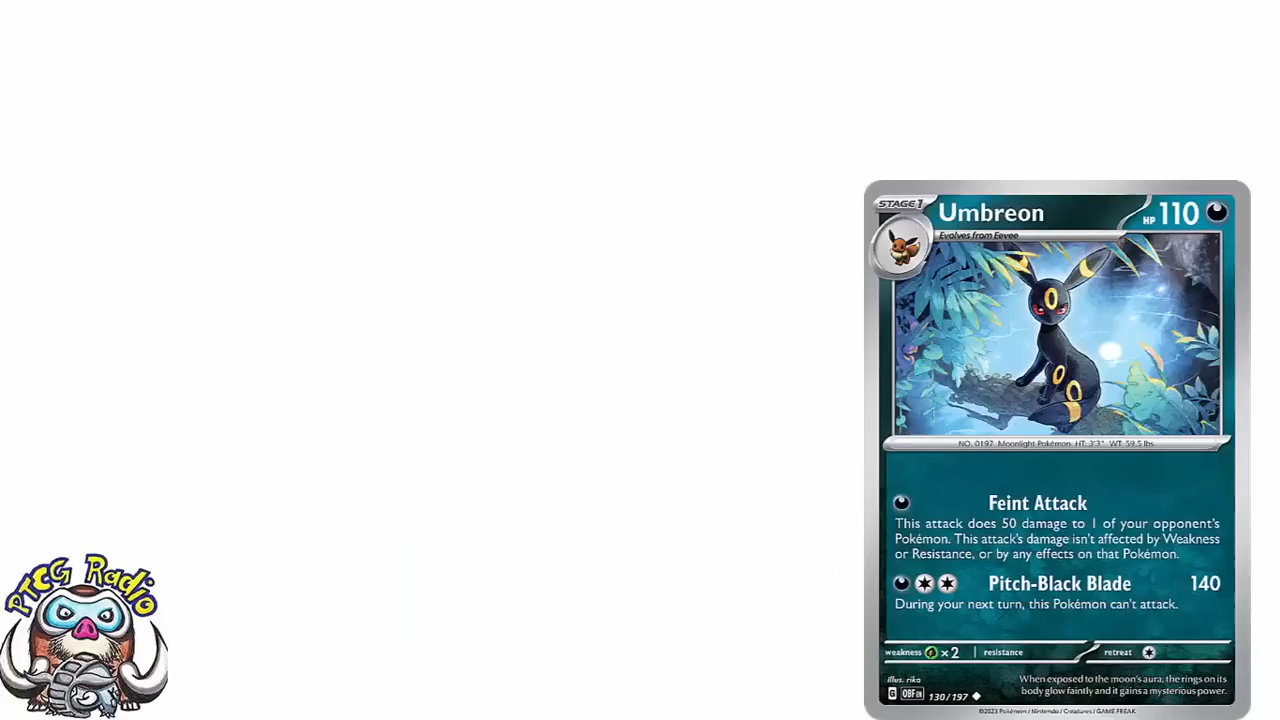 STAGE1
Umbreon
HP 110
Evolves from Eevee
NO. 0197 Moonlight Pokémon HT: 3'3" WT: 59.5 lbs.
Feint Attack
This attack does 50 damage to 1 of your opponent's
Pokémon. This attack's damage isn't affected by Weakness
or Resistance, or by any effects on that Pokémon.
Pitch-Black Blade 140
During your next turn, this Pokémon can't attack.
weakness ×2 resistance retreat
Illus. rika
When exposed to the moon's aura, the rings on its
body glow faintly and it gains a mysterious power.
G OBF EN 130/197
©2023 Pokémon / Nintendo / Creatures / GAME FREAK
PTCG Radio